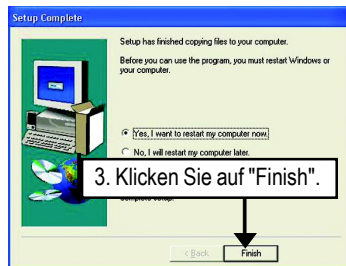 Setup Complete
Setup has finished copying files to your computer.
Before you can use the program, you must restart Windows or
your computer.
Yes, I want to restart my computer now.
No, I will restart my computer later.
3. Klicken Sie auf "Finish".
complete setup.
< Back
Finish